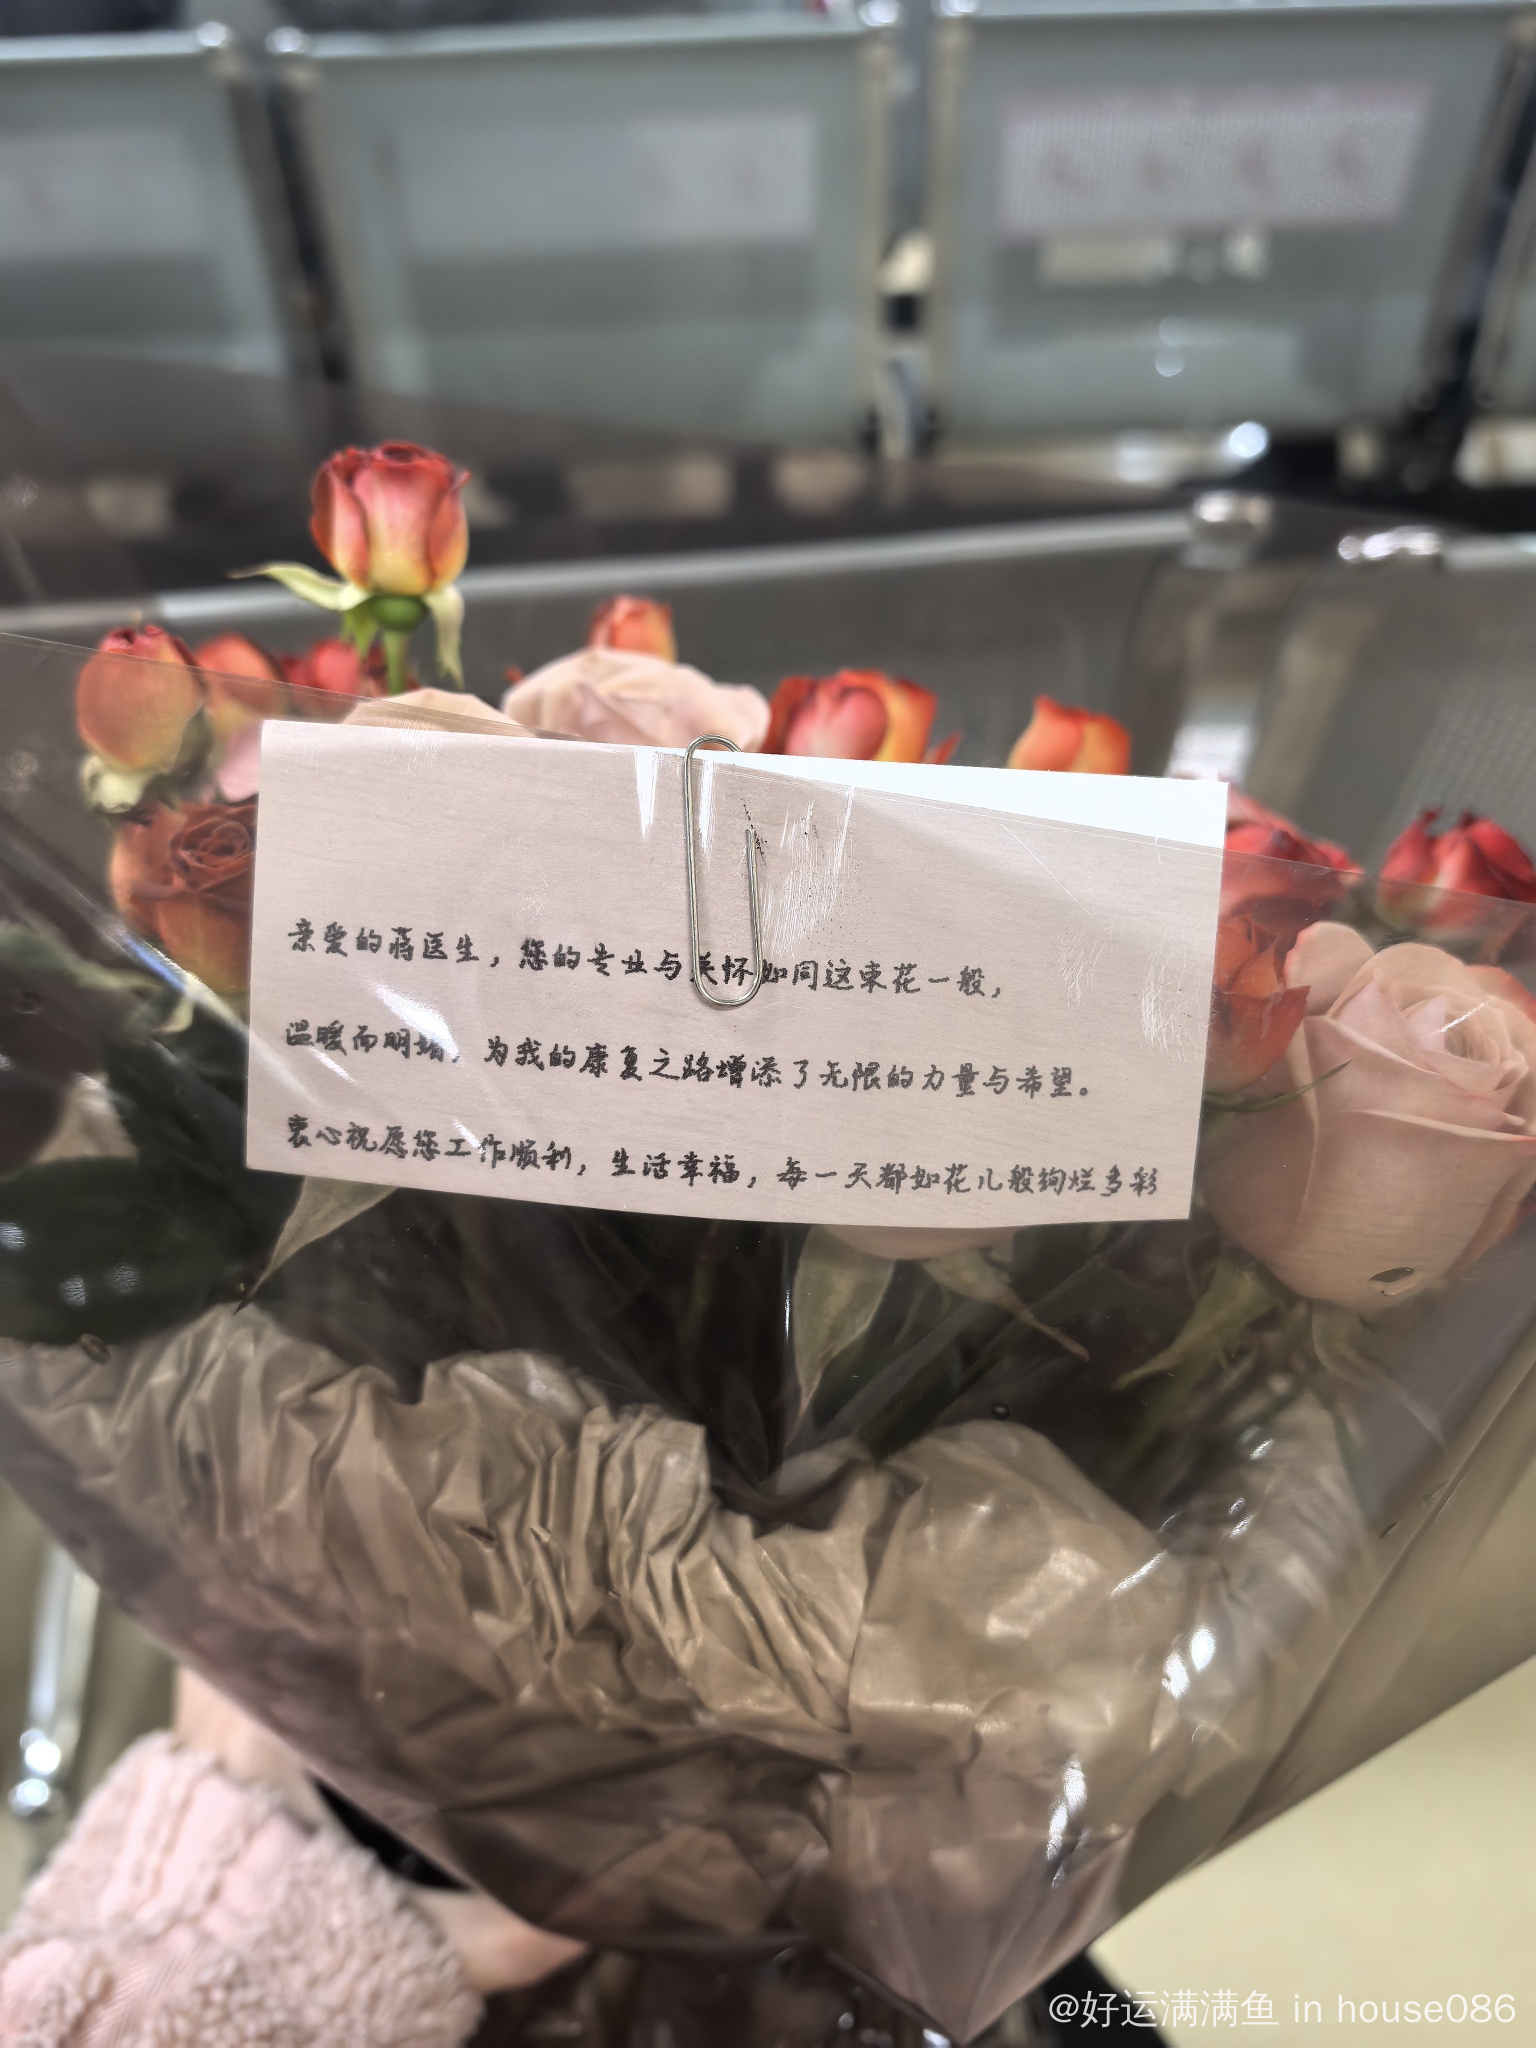 亲爱的蒋医生，您的专业与关怀如同这束花一般，
温暖而明媚，为我的康复之路增添了无限的力量与希望。
衷心祝愿您工作顺利，生活幸福，每一天都如花儿般绚烂多彩
@好运满满鱼 in house086